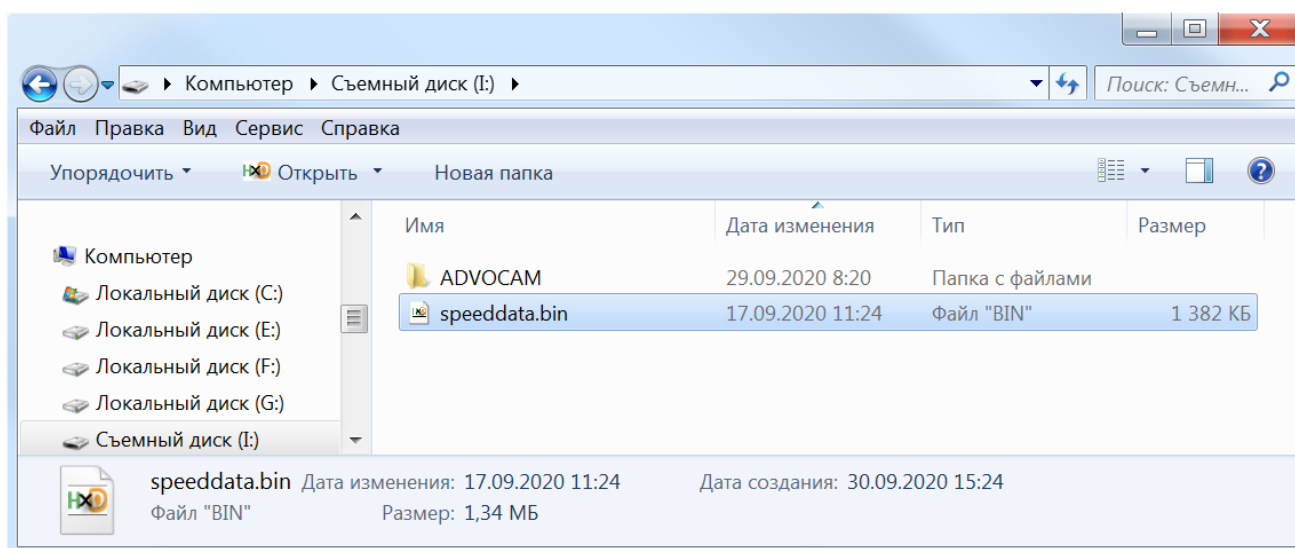 Компьютер Съемный диск (I:) Поиск: Съемн...
Файл Правка Вид Сервис Справка
Упорядочить Открыть Новая папка
Имя Дата изменения Тип Размер
Компьютер
Локальный диск (C:)
Локальный диск (E:)
Локальный диск (F:)
Локальный диск (G:)
Съемный диск (I:)
ADVOCAM 29.09.2020 8:20 Папка с файлами
speeddata.bin 17.09.2020 11:24 Файл "BIN" 1 382 КБ
speeddata.bin Дата изменения: 17.09.2020 11:24 Дата создания: 30.09.2020 15:24
Файл "BIN" Размер: 1,34 МБ
HXD